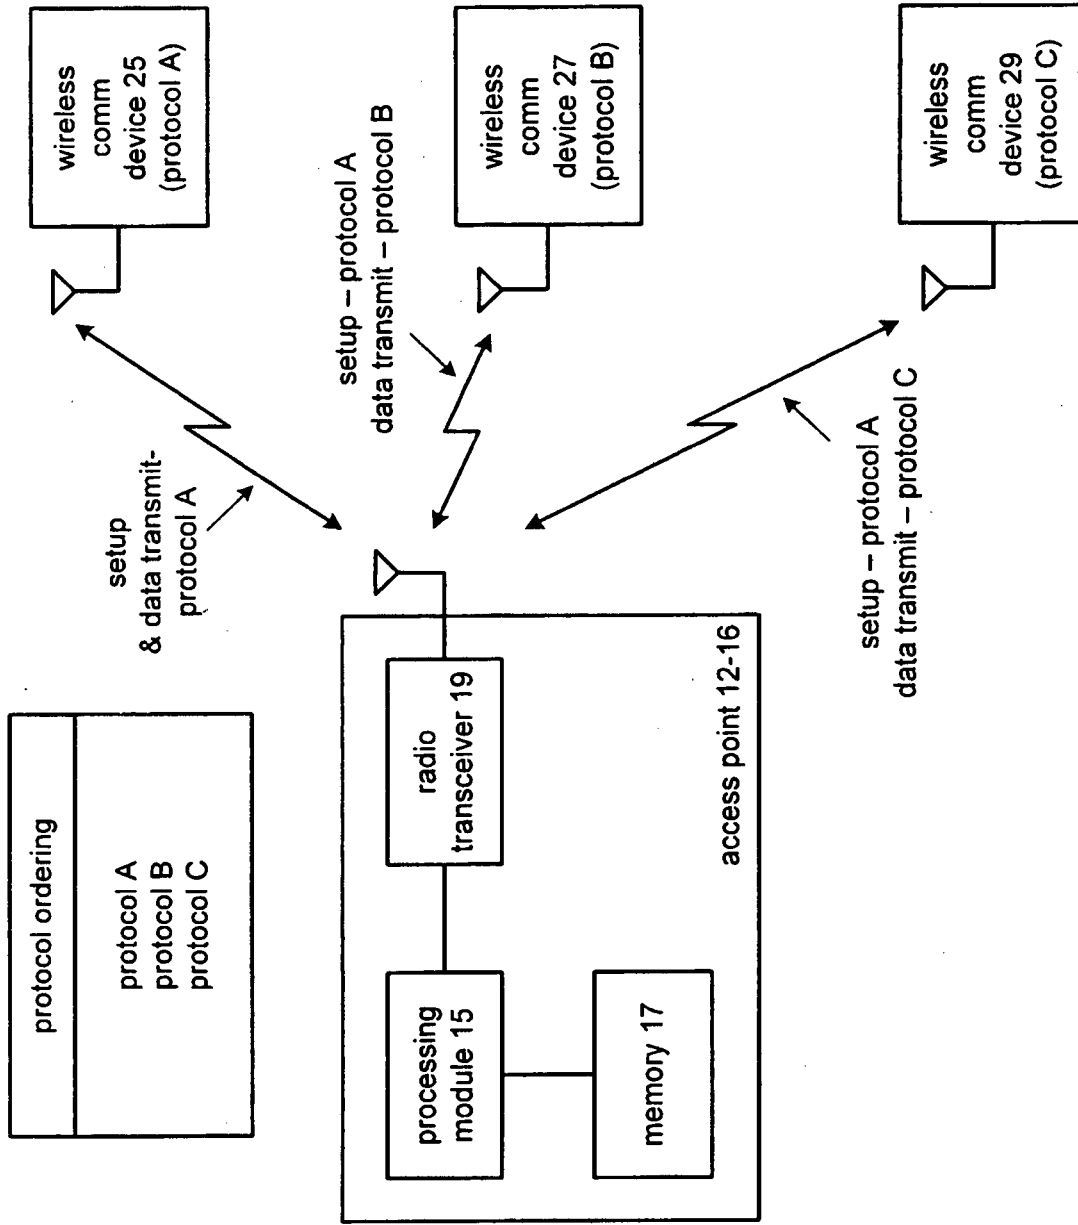 protocol ordering
protocol A
protocol B
protocol C
processing
module 15
memory 17
radio
transceiver 19
access point 12-16
setup
& data transmit-
protocol A
setup – protocol A
data transmit – protocol B
setup – protocol A
data transmit – protocol C
wireless
comm
device 25
(protocol A)
wireless
comm
device 27
(protocol B)
wireless
comm
device 29
(protocol C)